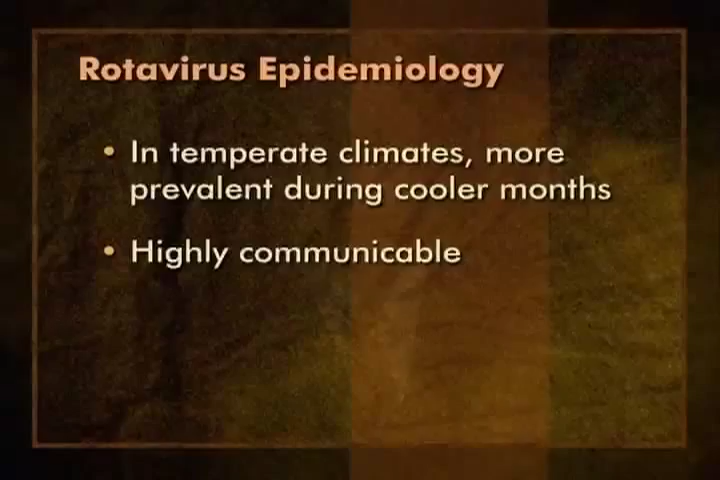 Rotavirus Epidemiology
• In temperate climates, more
prevalent during cooler months
• Highly communicable